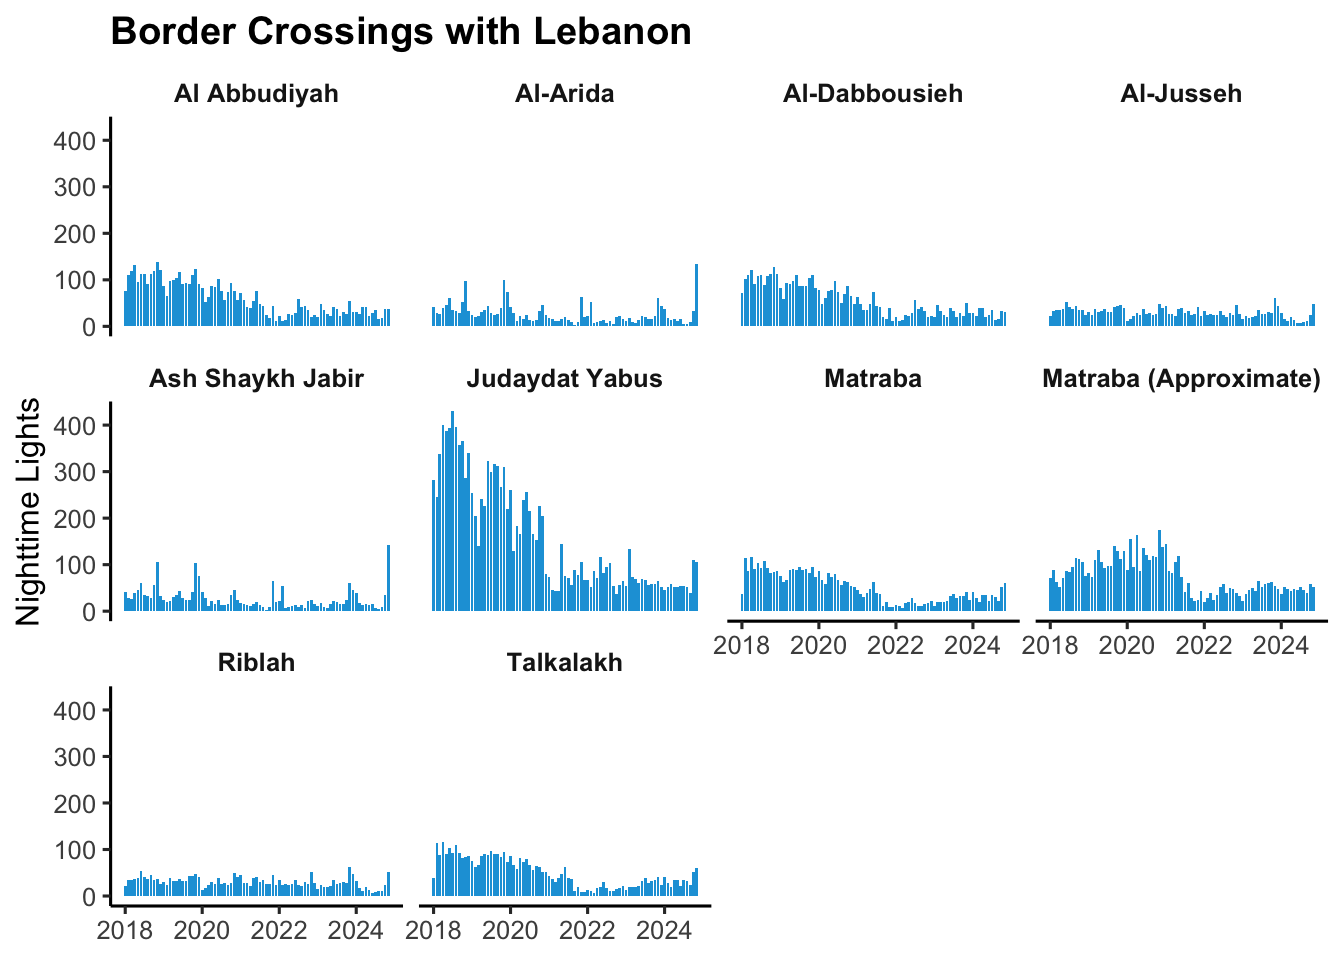 Border Crossings with Lebanon
Al Abbudiyah
Al-Arida
Al-Dabbousieh
Al-Jusseh
400
300
200
100
0
Ash Shaykh Jabir
Judaydat Yabus
Matraba
Matraba (Approximate)
Nighttime Lights
400
300
200
100
0
2018 2020 2022 2024
2018 2020 2022 2024
Riblah
Talkalakh
400
300
200
100
0
2018 2020 2022 2024
2018 2020 2022 2024